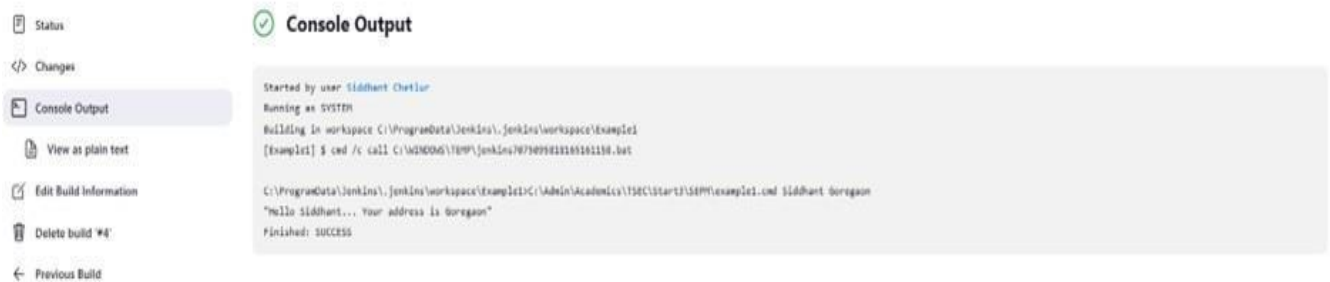 Status
Changes
Console Output
View as plain text
Edit Build Information
Delete build '#4'
Previous Build
Console Output
Started by user Siddhant Chetlur
Running as SYSTEM
Building in workspace C:\ProgramData\Jenkins\.jenkins\workspace\Example1
[Example1] $ cmd /c call C:\WINDOWS\TEMP\
C:\ProgramData\Jenkins\.jenkins\workspace\Example1>C:\Admin\Academics\TSEC\Start3\SEPM\example1.cmd Siddhant Goregaon
"Hello Siddhant... Your address is Goregaon"
Finished: SUCCESS